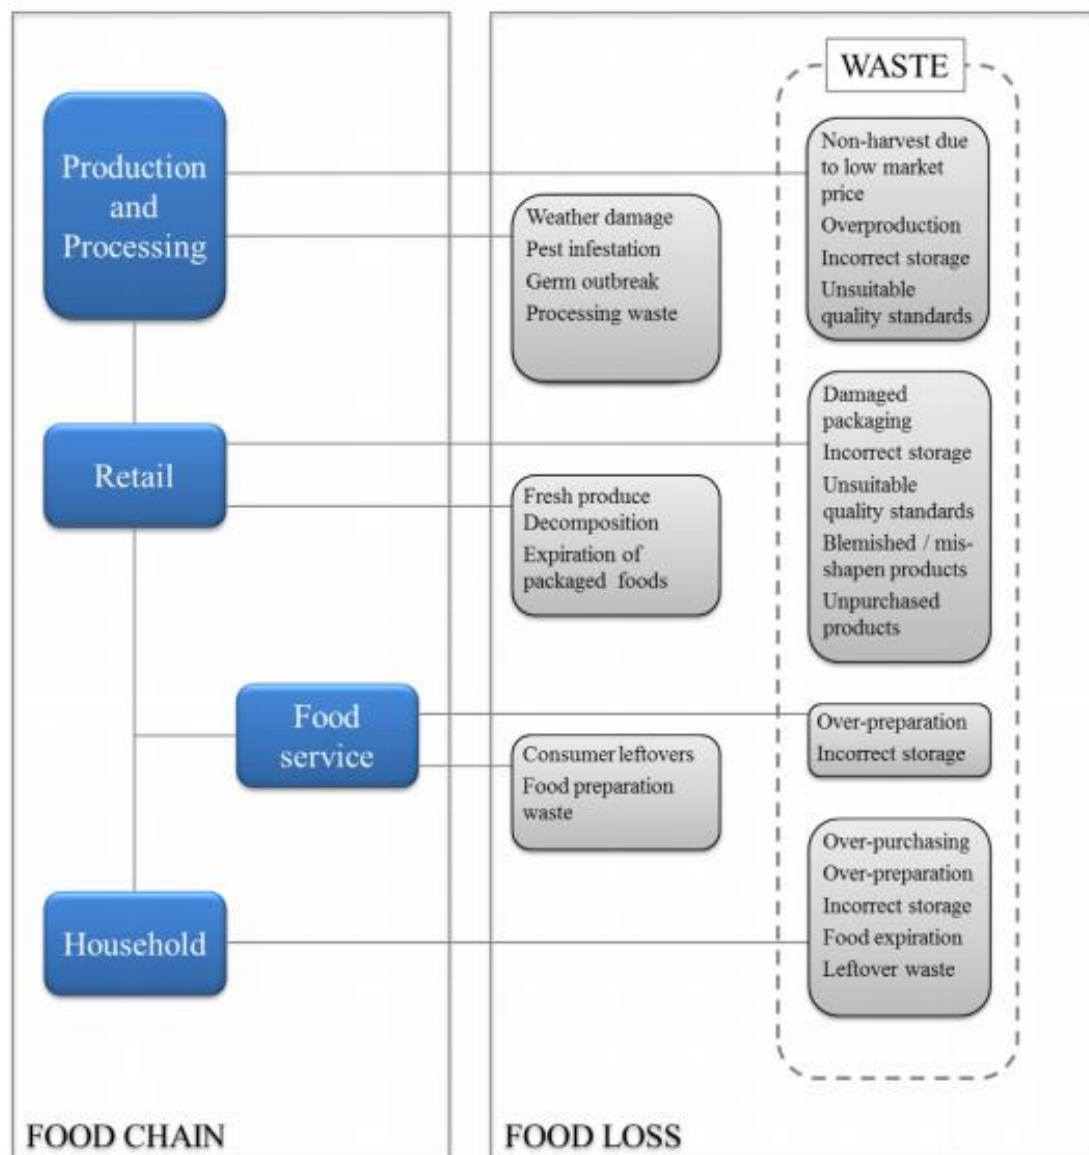 WASTE
Production
and
Processing
Non-harvest due
to low market
price
Overproduction
Incorrect storage
Unsuitable
quality standards
Weather damage
Pest infestation
Germ outbreak
Processing waste
Retail
Damaged
packaging
Incorrect storage
Unsuitable
quality standards
Blemished / mis-
shapen products
Unpurchased
products
Fresh produce
Decomposition
Expiration of
packaged foods
Food
service
Over-preparation
Incorrect storage
Consumer leftovers
Food preparation
waste
Household
Over-purchasing
Over-preparation
Incorrect storage
Food expiration
Leftover waste
FOOD CHAIN
FOOD LOSS